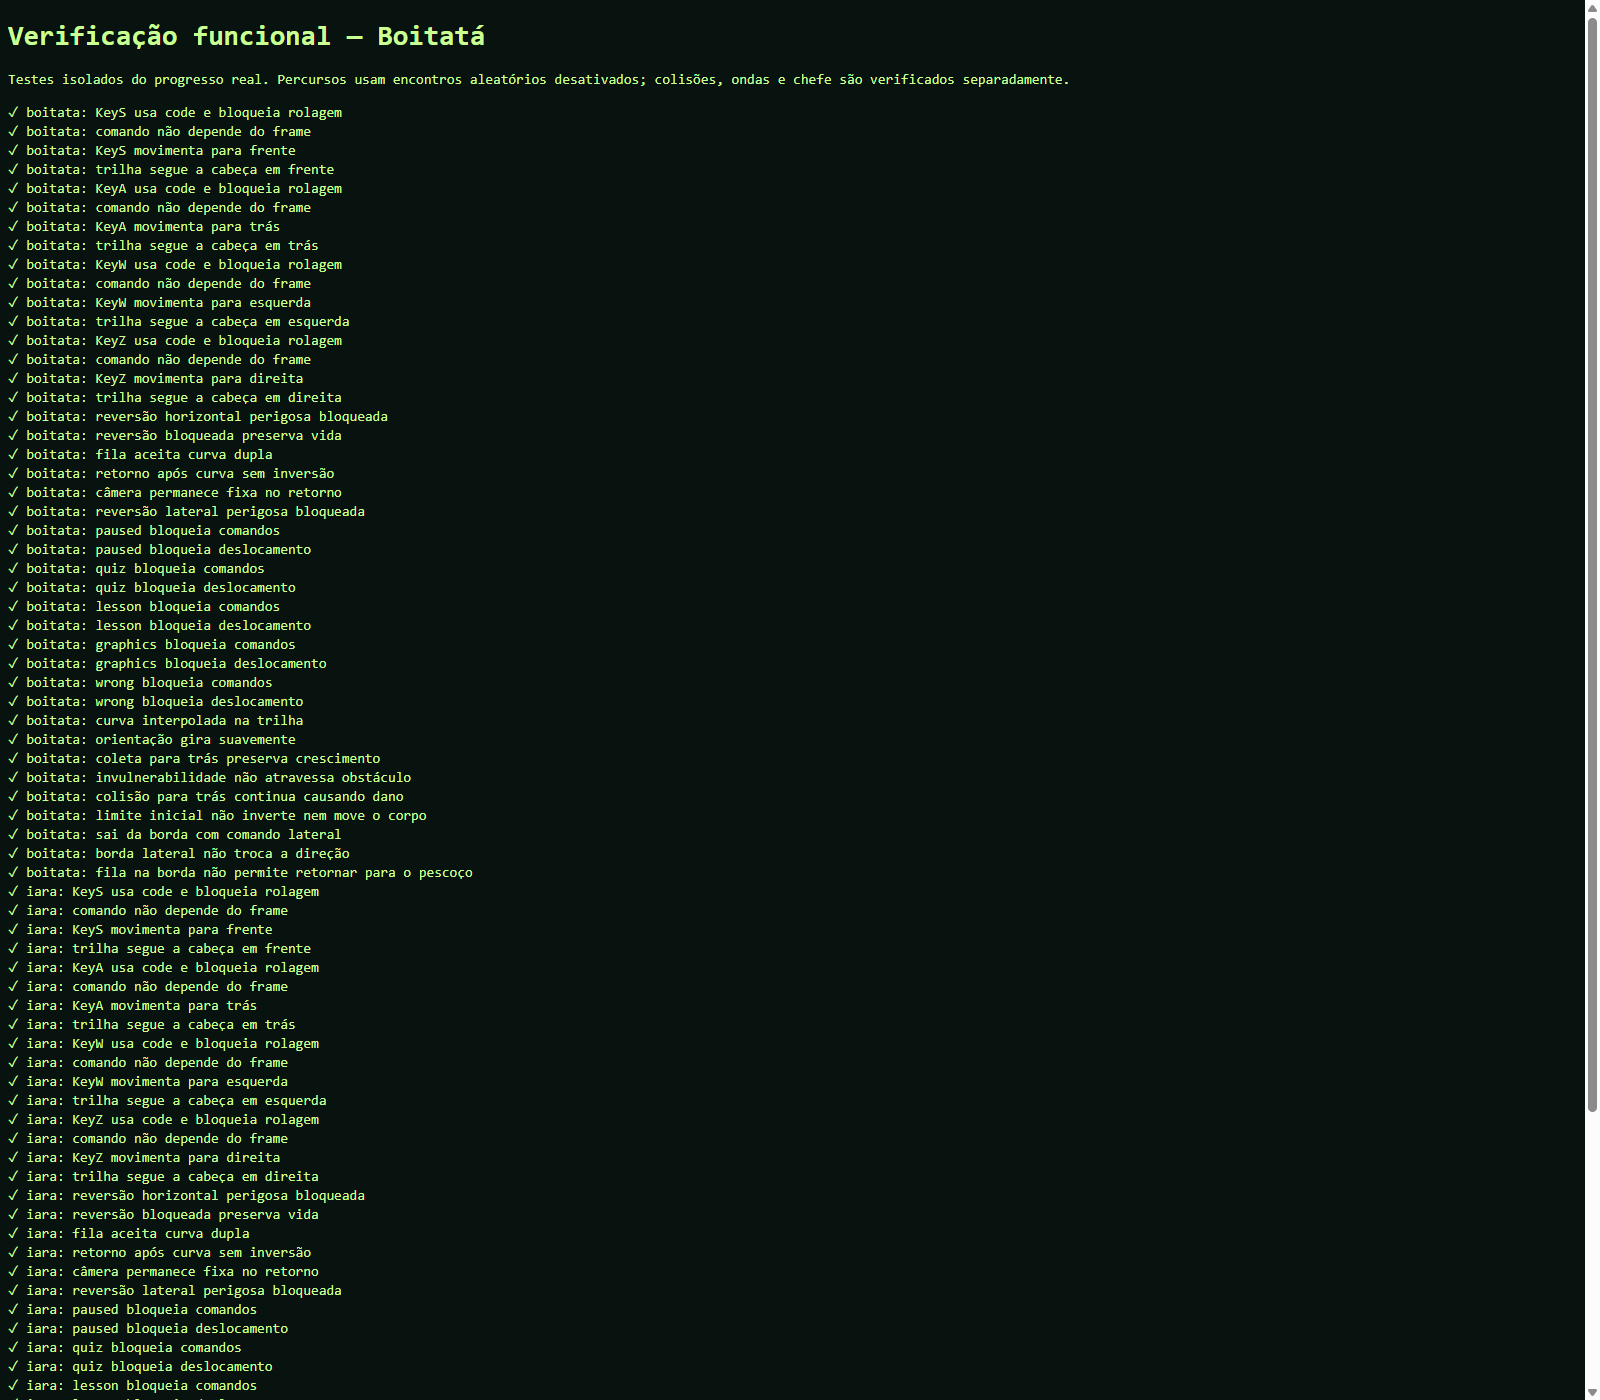 Verificação funcional — Boitatá
Testes isolados do progresso real. Percursos usam encontros aleatórios desativados; colisões, ondas e chefe são verificados separadamente.
✓ boitata: KeyS usa code e bloqueia rolagem
✓ boitata: comando não depende do frame
✓ boitata: KeyS movimenta para frente
✓ boitata: trilha segue a cabeça em frente
✓ boitata: KeyA usa code e bloqueia rolagem
✓ boitata: comando não depende do frame
✓ boitata: KeyA movimenta para trás
✓ boitata: trilha segue a cabeça em trás
✓ boitata: KeyW usa code e bloqueia rolagem
✓ boitata: comando não depende do frame
✓ boitata: KeyW movimenta para esquerda
✓ boitata: trilha segue a cabeça em esquerda
✓ boitata: KeyZ usa code e bloqueia rolagem
✓ boitata: comando não depende do frame
✓ boitata: KeyZ movimenta para direita
✓ boitata: trilha segue a cabeça em direita
✓ boitata: reversão horizontal perigosa bloqueada
✓ boitata: reversão bloqueada preserva vida
✓ boitata: fila aceita curva dupla
✓ boitata: retorno após curva sem inversão
✓ boitata: câmera permanece fixa no retorno
✓ boitata: reversão lateral perigosa bloqueada
✓ boitata: paused bloqueia comandos
✓ boitata: paused bloqueia deslocamento
✓ boitata: quiz bloqueia comandos
✓ boitata: quiz bloqueia deslocamento
✓ boitata: lesson bloqueia comandos
✓ boitata: lesson bloqueia deslocamento
✓ boitata: graphics bloqueia comandos
✓ boitata: graphics bloqueia deslocamento
✓ boitata: wrong bloqueia comandos
✓ boitata: wrong bloqueia deslocamento
✓ boitata: curva interpolada na trilha
✓ boitata: orientação gira suavemente
✓ boitata: coleta para trás preserva crescimento
✓ boitata: invulnerabilidade não atravessa obstáculo
✓ boitata: colisão para trás continua causando dano
✓ boitata: limite inicial não inverte nem move o corpo
✓ boitata: sai da borda com comando lateral
✓ boitata: borda lateral não troca a direção
✓ boitata: fila na borda não permite retornar para o pescoço
✓ iara: KeyS usa code e bloqueia rolagem
✓ iara: comando não depende do frame
✓ iara: KeyS movimenta para frente
✓ iara: trilha segue a cabeça em frente
✓ iara: KeyA usa code e bloqueia rolagem
✓ iara: comando não depende do frame
✓ iara: KeyA movimenta para trás
✓ iara: trilha segue a cabeça em trás
✓ iara: KeyW usa code e bloqueia rolagem
✓ iara: comando não depende do frame
✓ iara: KeyW movimenta para esquerda
✓ iara: trilha segue a cabeça em esquerda
✓ iara: KeyZ usa code e bloqueia rolagem
✓ iara: comando não depende do frame
✓ iara: KeyZ movimenta para direita
✓ iara: trilha segue a cabeça em direita
✓ iara: reversão horizontal perigosa bloqueada
✓ iara: reversão bloqueada preserva vida
✓ iara: fila aceita curva dupla
✓ iara: retorno após curva sem inversão
✓ iara: câmera permanece fixa no retorno
✓ iara: reversão lateral perigosa bloqueada
✓ iara: paused bloqueia comandos
✓ iara: paused bloqueia deslocamento
✓ iara: quiz bloqueia comandos
✓ iara: quiz bloqueia deslocamento
✓ iara: lesson bloqueia comandos